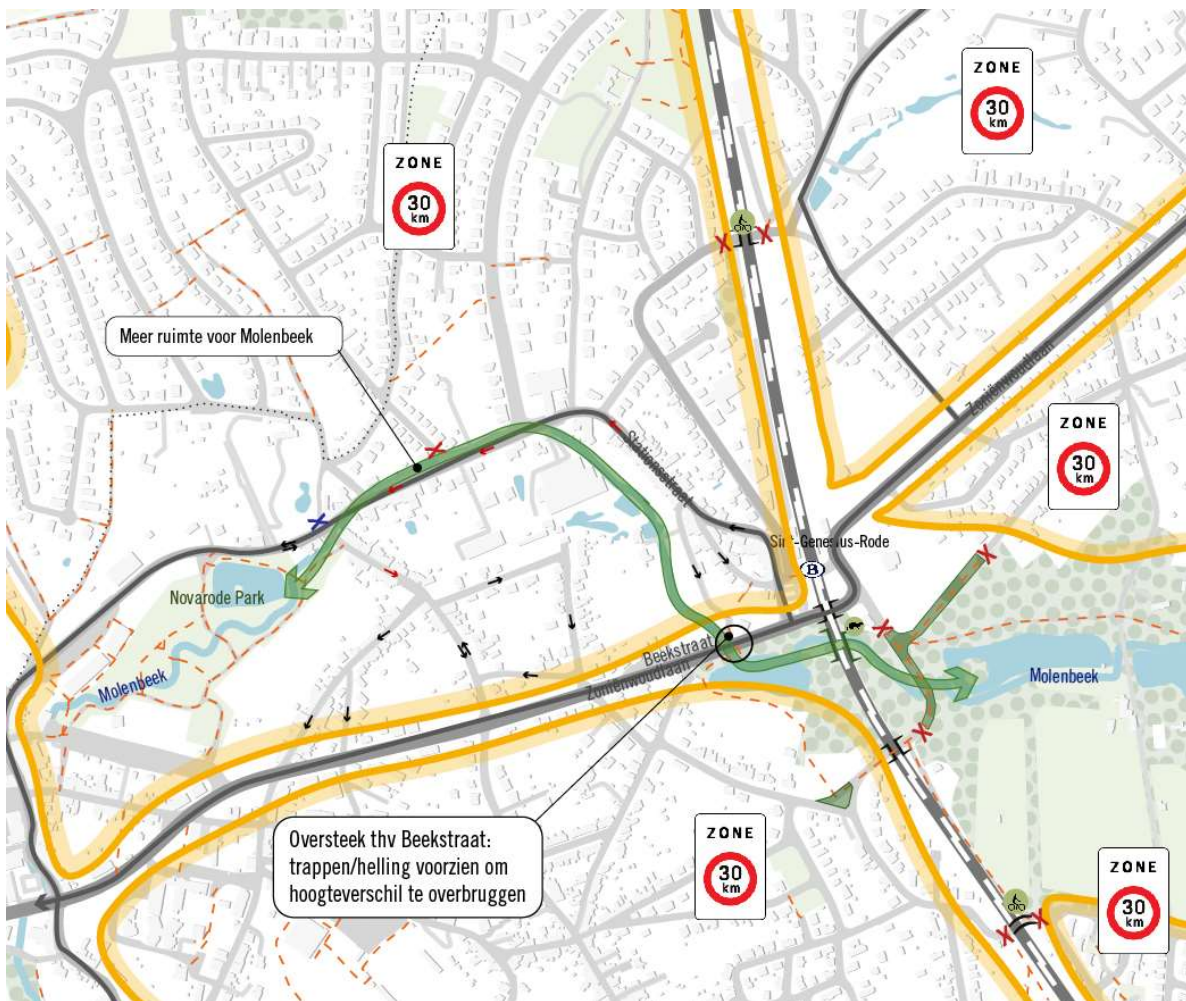 ZONE
30
km
ZONE
30
km
Meer ruimte voor Molenbeek
Zoniënwoudlaan
ZONE
30
km
Stationsstraat
Sint-Genesius-Rode
B
Novarode Park
Beekstraat
Zoniënwoudlaan
Molenbeek
Molenbeek
Oversteek thv Beekstraat:
trappen/helling voorzien om
hoogteverschil te overbruggen
ZONE
30
km
ZONE
30
km